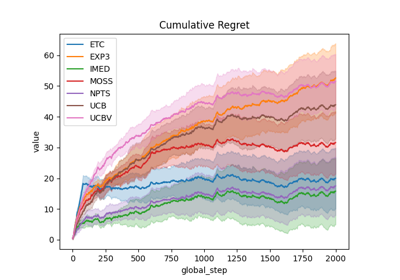 Cumulative Regret
ETC
EXP3
IMED
MOSS
NPTS
UCB
UCBV
value
60
50
40
30
20
10
0
0
250
500
750
1000
1250
1500
1750
2000
global_step